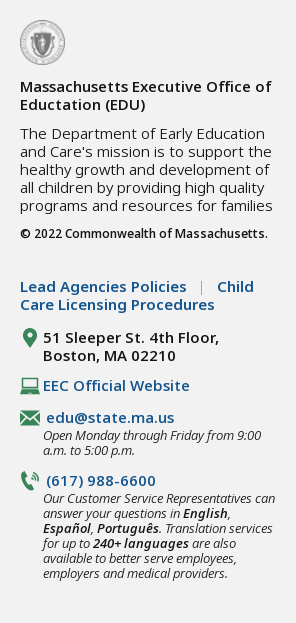 Massachusetts Executive Office of
Eductation (EDU)
The Department of Early Education
and Care's mission is to support the
healthy growth and development of
all children by providing high quality
programs and resources for families
© 2022 Commonwealth of Massachusetts.
Lead Agencies Policies | Child
Care Licensing Procedures
51 Sleeper St. 4th Floor,
Boston, MA 02210
EEC Official Website
edu@state.ma.us
Open Monday through Friday from 9:00
a.m. to 5:00 p.m.
(617) 988-6600
Our Customer Service Representatives can
answer your questions in English,
Español, Português. Translation services
for up to 240+ languages are also
available to better serve employees,
employers and medical providers.